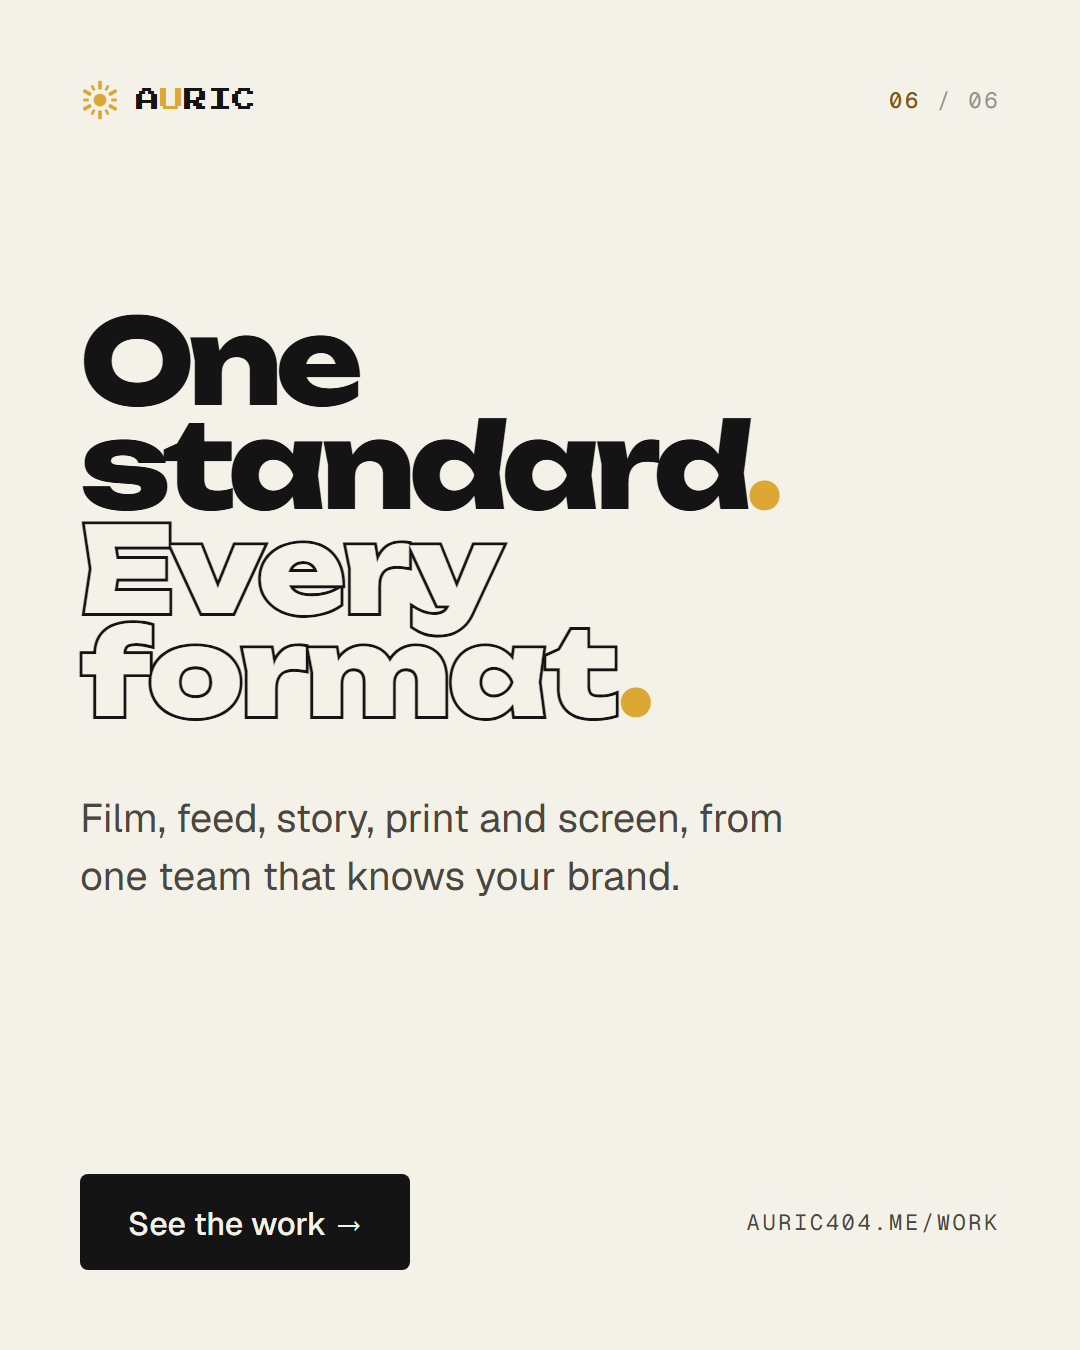 AURIC
06 / 06
One
standard.
Every
format.
Film, feed, story, print and screen, from
one team that knows your brand.
See the work →
AURIC404.ME/WORK